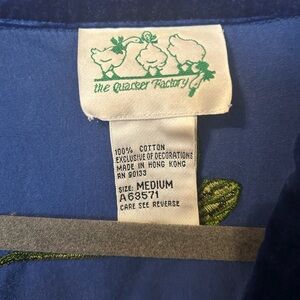 the Quacker Factory
100% COTTON
EXCLUSIVE OF DECORATIONS
MADE IN HONG KONG
RN 80133
SIZE: MEDIUM
A63571
CARE SEE REVERSE